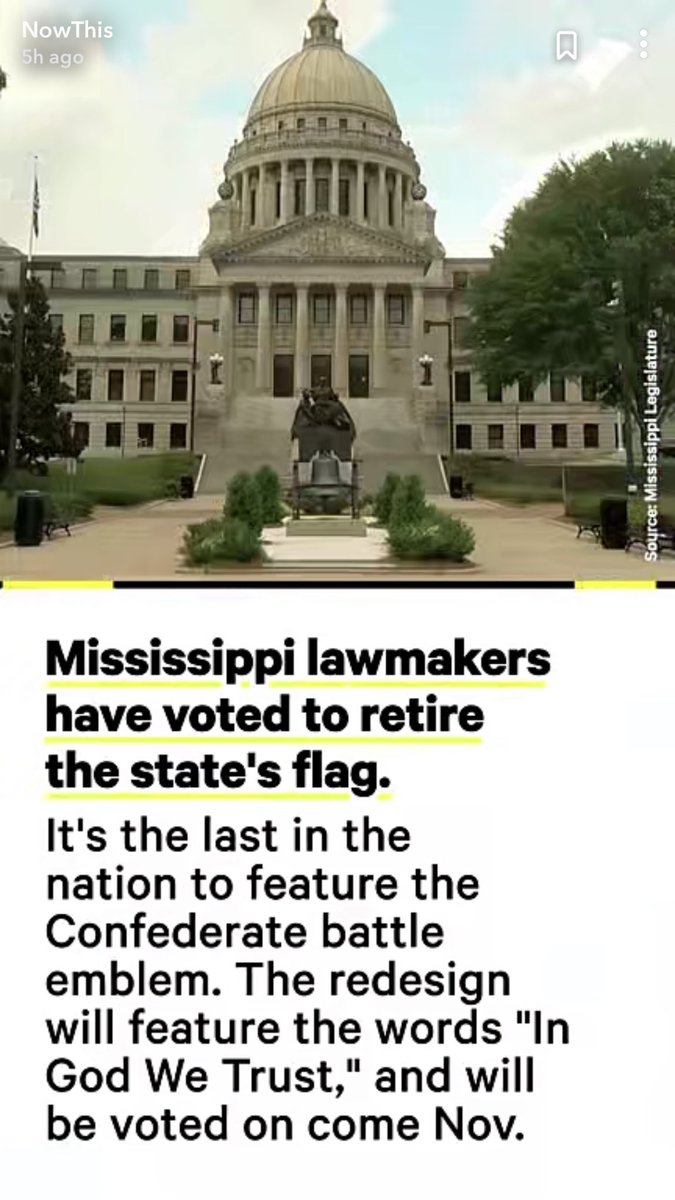 NowThis
5h ago
Source: Mississippi Legislature
Mississippi lawmakers
have voted to retire
the state's flag.
It's the last in the
nation to feature the
Confederate battle
emblem. The redesign
will feature the words "In
God We Trust," and will
be voted on come Nov.